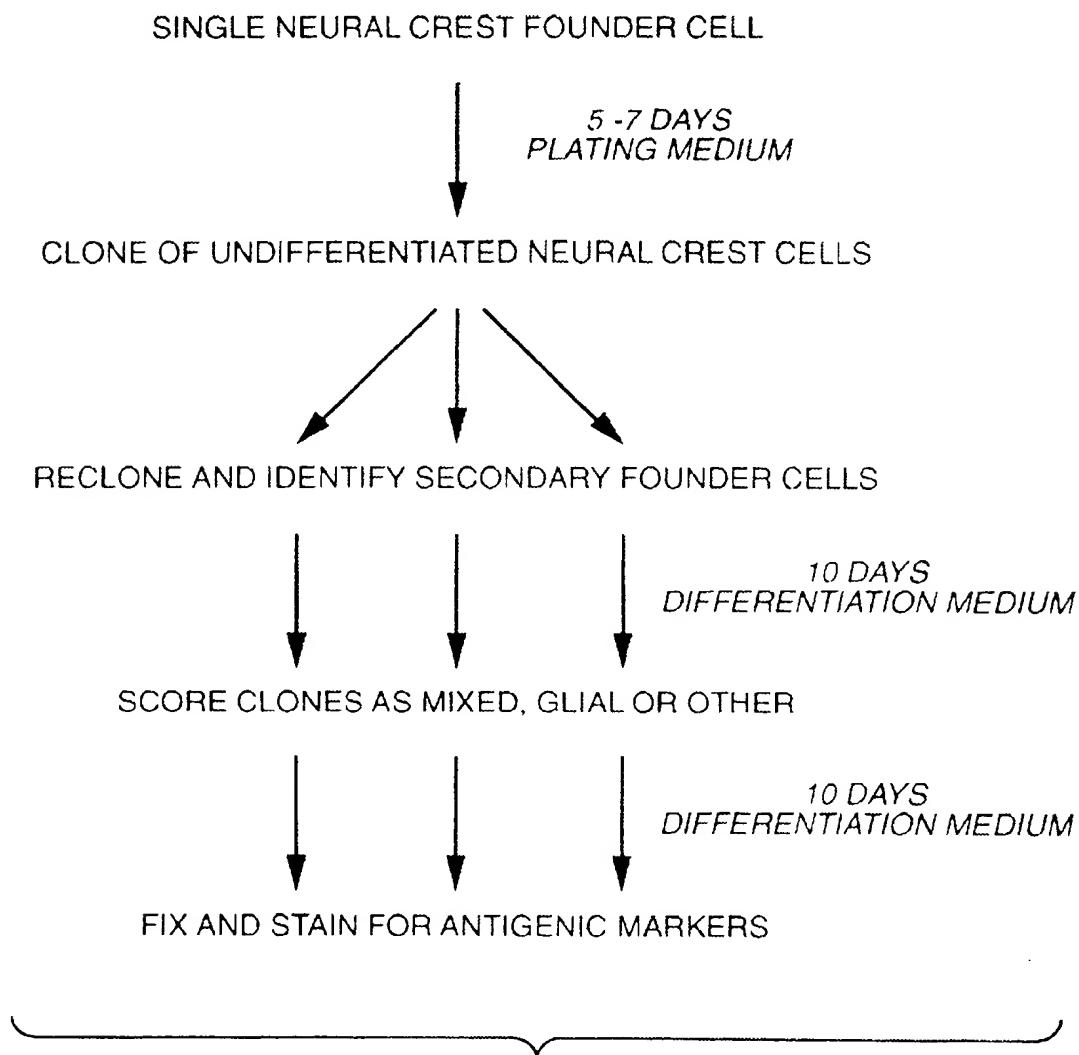 SINGLE NEURAL CREST FOUNDER CELL
5 -7 DAYS
PLATING MEDIUM
CLONE OF UNDIFFERENTIATED NEURAL CREST CELLS
RECLONE AND IDENTIFY SECONDARY FOUNDER CELLS
10 DAYS
DIFFERENTIATION MEDIUM
SCORE CLONES AS MIXED, GLIAL OR OTHER
10 DAYS
DIFFERENTIATION MEDIUM
FIX AND STAIN FOR ANTIGENIC MARKERS